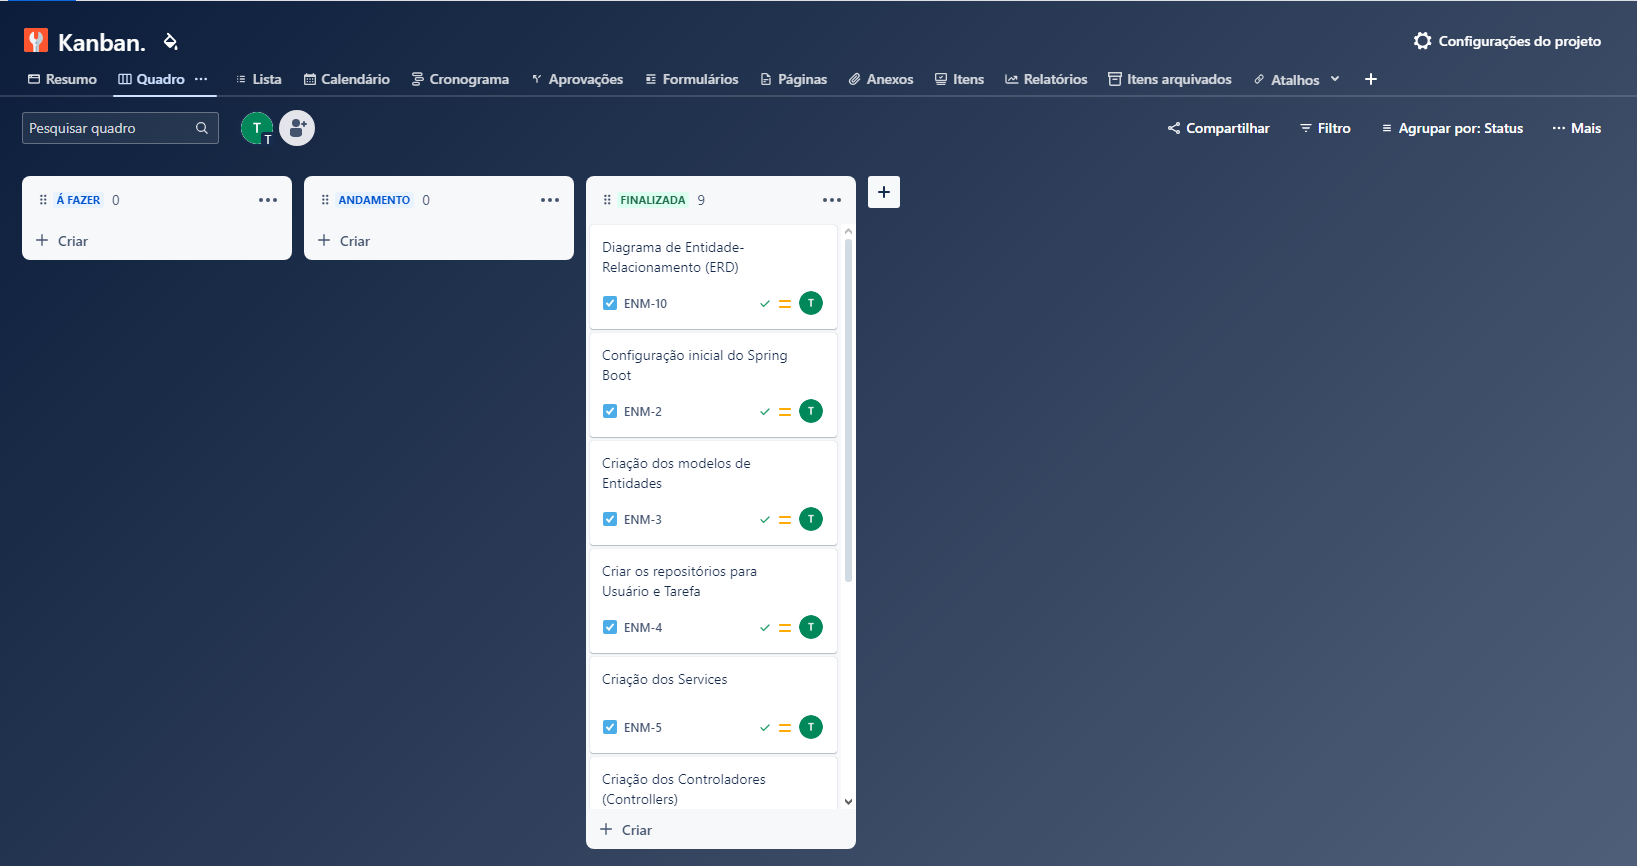 Kanban.
Configurações do projeto
Resumo
Quadro
Lista
Calendário
Cronograma
Aprovações
Formulários
Páginas
Anexos
Itens
Relatórios
Itens arquivados
Atalhos
Pesquisar quadro
T
T
Compartilhar
Filtro
Agrupar por: Status
Mais
Á FAZER 0
Criar
ANDAMENTO 0
Criar
FINALIZADA 9
Diagrama de Entidade-
Relacionamento (ERD)
ENM-10
T
Configuração inicial do Spring
Boot
ENM-2
T
Criação dos modelos de
Entidades
ENM-3
T
Criar os repositórios para
Usuário e Tarefa
ENM-4
T
Criação dos Services
ENM-5
T
Criação dos Controladores
(Controllers)
Criar